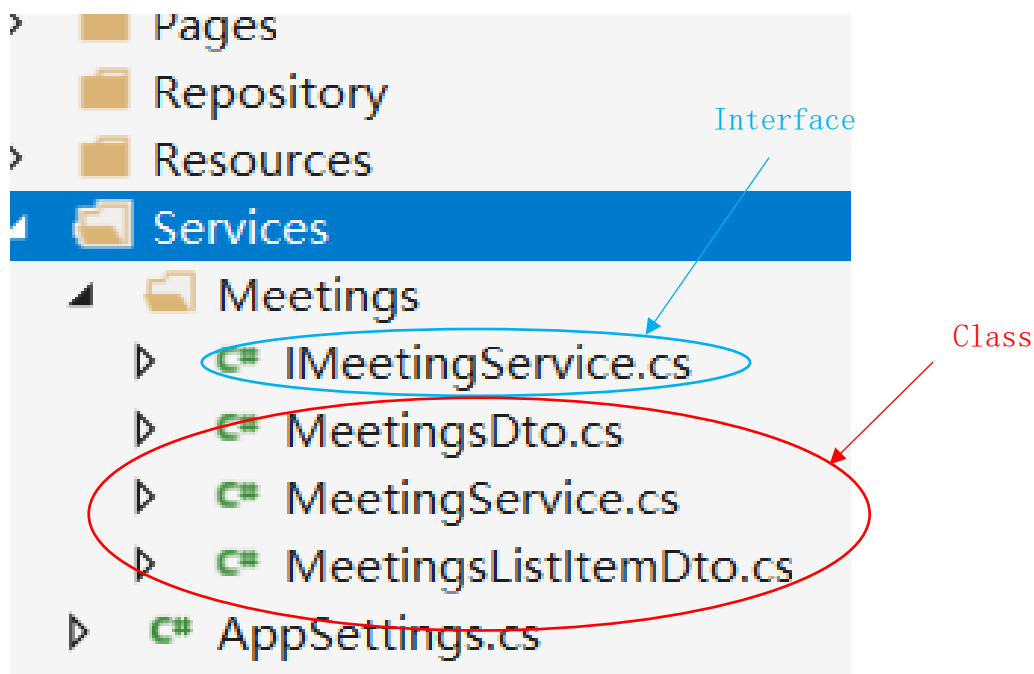 Pages
Repository
Interface
Resources
Services
Meetings
C# IMeetingService.cs
Class
C# MeetingsDto.cs
C# MeetingService.cs
C# MeetingsListItemDto.cs
C# AppSettings.cs